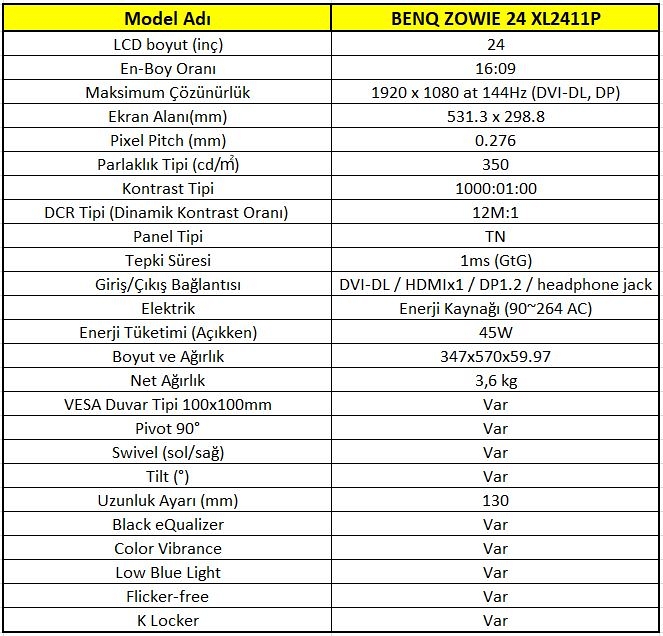 Model Adı BENQ ZOWIE 24 XL2411P
LCD boyut (inç) 24
En-Boy Oranı 16:09
Maksimum Çözünürlük 1920 x 1080 at 144Hz (DVI-DL, DP)
Ekran Alanı(mm) 531.3 x 298.8
Pixel Pitch (mm) 0.276
Parlaklık Tipi (cd/㎡) 350
Kontrast Tipi 1000:01:00
DCR Tipi (Dinamik Kontrast Oranı) 12M:1
Panel Tipi TN
Tepki Süresi 1ms (GtG)
Giriş/Çıkış Bağlantısı DVI-DL / HDMIx1 / DP1.2 / headphone jack
Elektrik Enerji Kaynağı (90~264 AC)
Enerji Tüketimi (Açıkken) 45W
Boyut ve Ağırlık 347x570x59.97
Net Ağırlık 3,6 kg
VESA Duvar Tipi 100x100mm Var
Pivot 90° Var
Swivel (sol/sağ) Var
Tilt (°) Var
Uzunluk Ayarı (mm) 130
Black eQualizer Var
Color Vibrance Var
Low Blue Light Var
Flicker-free Var
K Locker Var